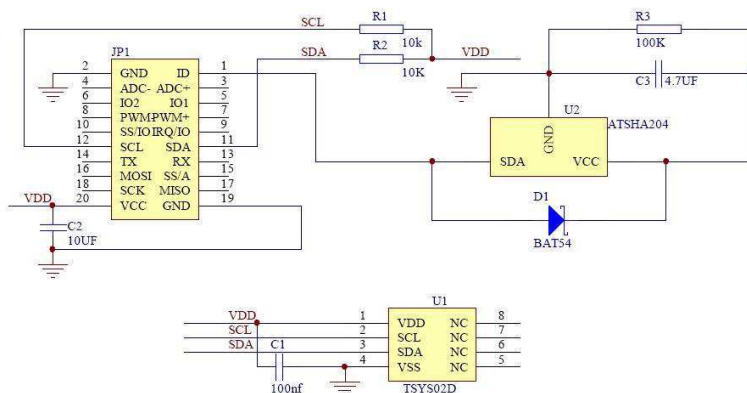 SCL
R1
R3
JP1
SDA
10k
R2
VDD
100K
10K
2 GND ID 1
4 ADC- ADC+ 3
6 IO2 IO1 5
8 PWM- PWM+ 7
10 SS/IO IRQ/IO 9
12 SCL SDA 11
14 TX RX 13
16 MOSI SS/A 15
18 SCK MISO 17
20 VCC GND 19
C3 4.7UF
U2
ATSHA204
GND
SDA VCC
VDD
C2
10UF
D1
BAT54
U1
VDD 1 VDD NC 8
SCL 2 SCL NC 7
SDA 3 SDA NC 6
C1 4 VSS NC 5
100nf
TSYS02D